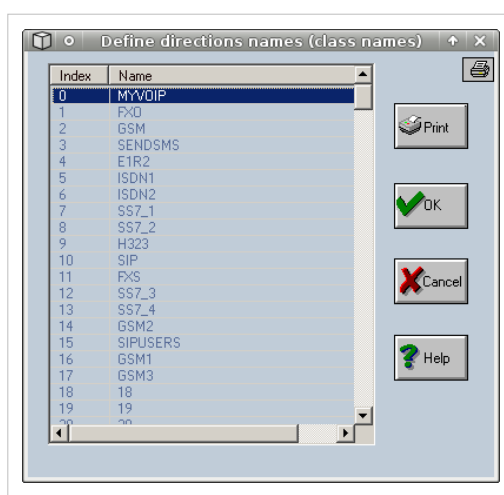 Define directions names (class names)
Index Name
0 MYVOIP
1 FXO
2 GSM
3 SENDSMS
4 E1R2
5 ISDN1
6 ISDN2
7 SS7_1
8 SS7_2
9 H323
10 SIP
11 FXS
12 SS7_3
13 SS7_4
14 GSM2
15 SIPUSERS
16 GSM1
17 GSM3
18 18
19 19
Print
OK
Cancel
Help